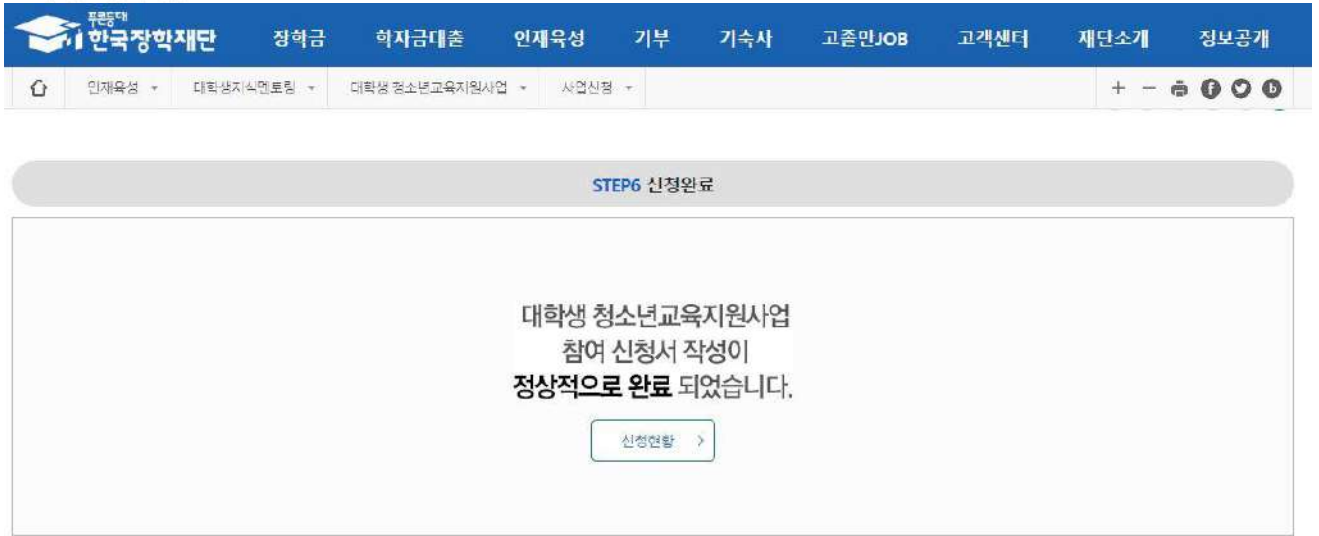 푸른등대
한국장학재단 장학금 학자금대출 인재육성 기부 기숙사 고졸만JOB 고객센터 재단소개 정보공개
인재육성 대학생지식멘토링 대학생 청소년교육지원사업 사업신청
STEP6 신청완료
대학생 청소년교육지원사업
참여 신청서 작성이
정상적으로 완료 되었습니다.
신청현황 >